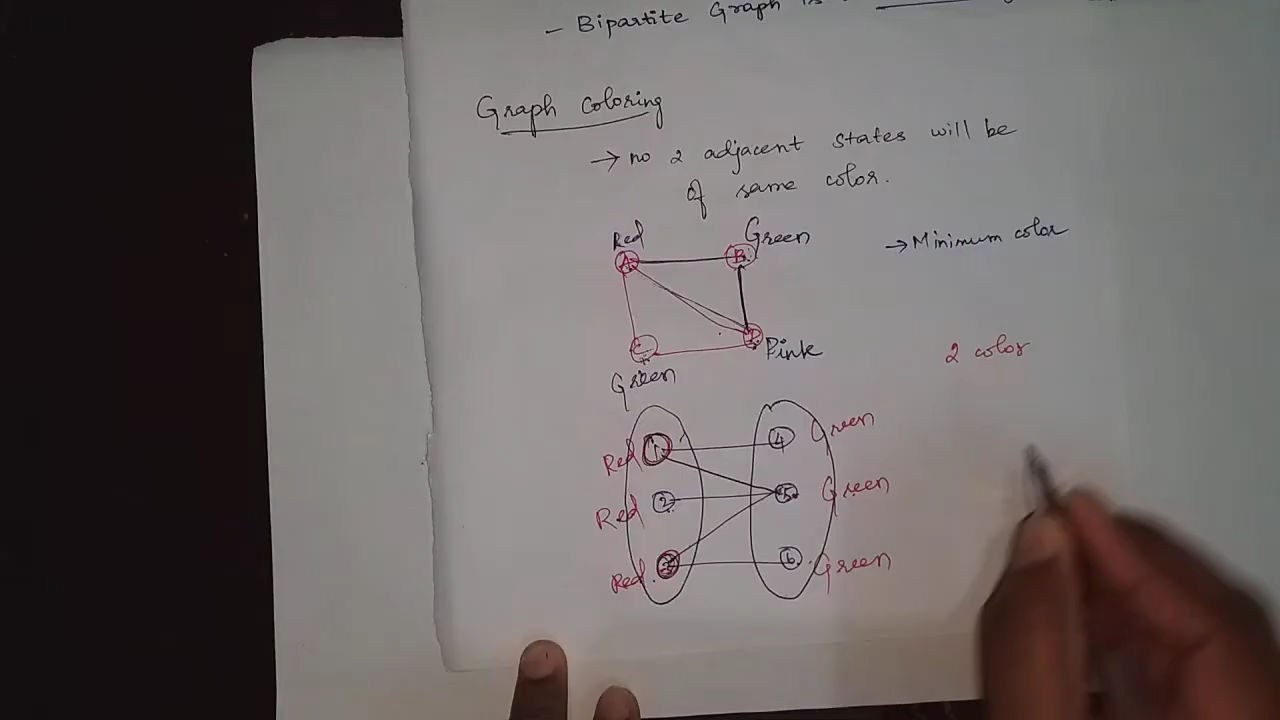 - Bipartite Graph is
Graph Coloring
→ no 2 adjacent states will be
of same color.
Red Green
→ Minimum color
A B
C D
Pink
Green
2 color
Red 1 4 Green
Red 2 5 Green
Red 3 6 Green